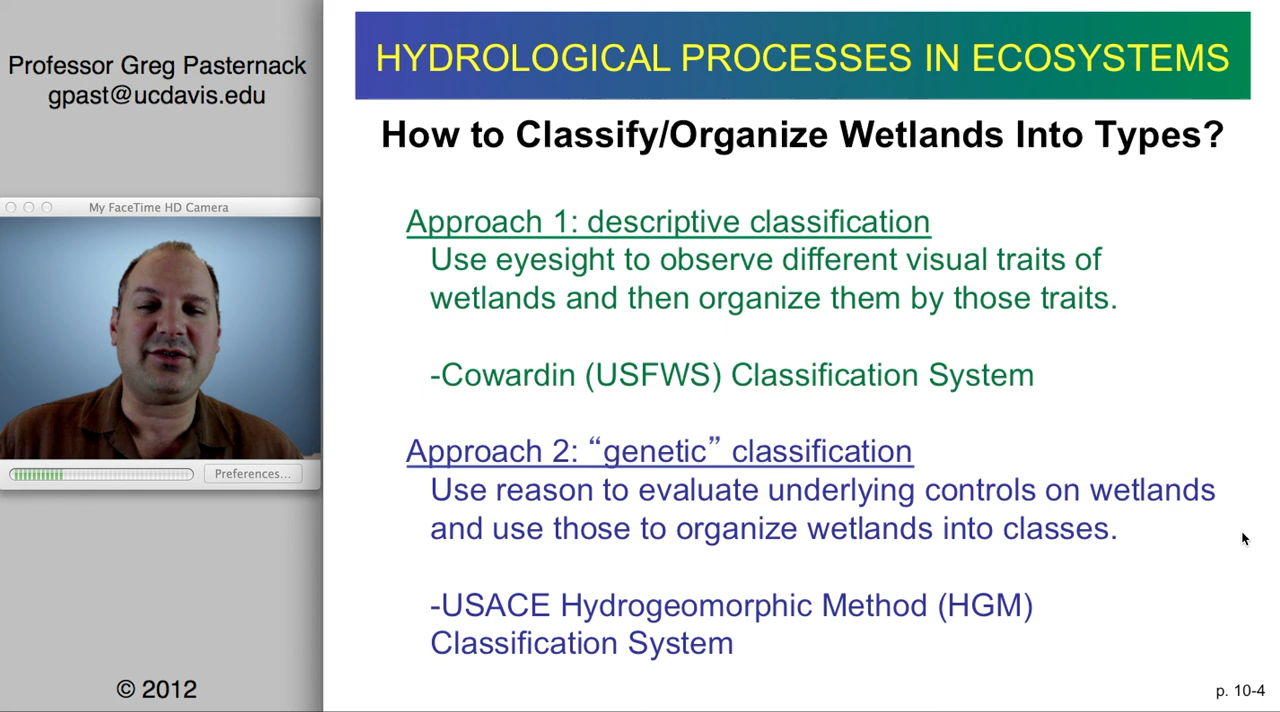 Professor Greg Pasternack
gpast@ucdavis.edu
My FaceTime HD Camera
Preferences...
© 2012
HYDROLOGICAL PROCESSES IN ECOSYSTEMS
How to Classify/Organize Wetlands Into Types?
Approach 1: descriptive classification
Use eyesight to observe different visual traits of
wetlands and then organize them by those traits.
-Cowardin (USFWS) Classification System
Approach 2: “genetic” classification
Use reason to evaluate underlying controls on wetlands
and use those to organize wetlands into classes.
-USACE Hydrogeomorphic Method (HGM)
Classification System
p. 10-4